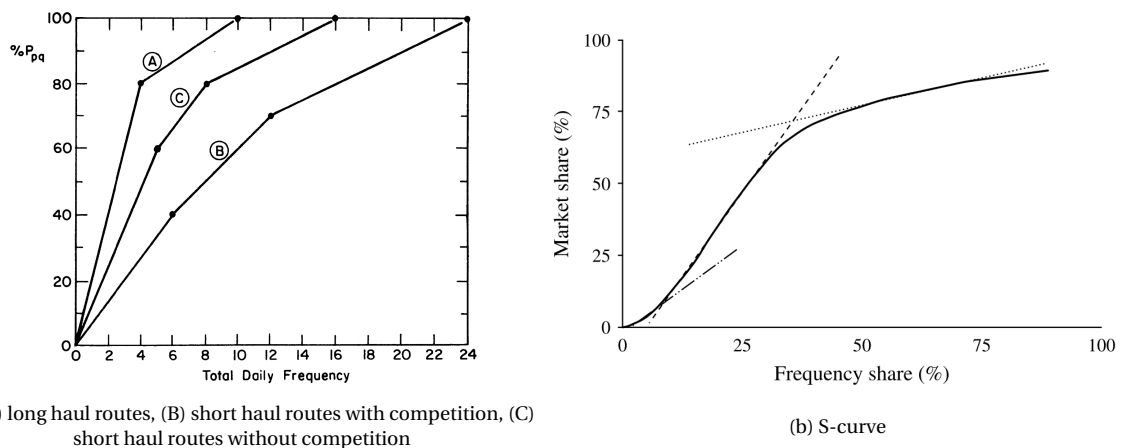 100
%Ppq
80
60
40
20
0
A
C
B
0 2 4 6 8 10 12 14 16 18 20 22 24
Total Daily Frequency
) long haul routes, (B) short haul routes with competition, (C)
short haul routes without competition
100
75
50
25
0
Market share (%)
0 25 50 75 100
Frequency share (%)
(b) S-curve